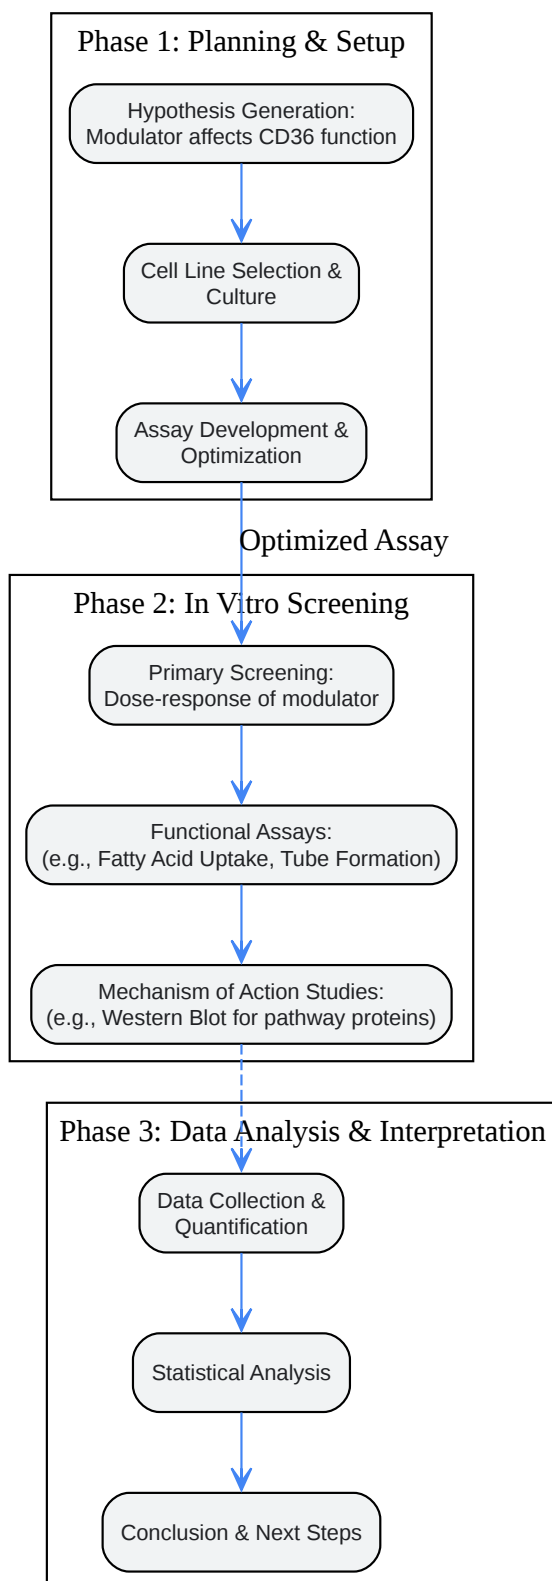 Phase 1: Planning & Setup
Hypothesis Generation:
Modulator affects CD36 function
Cell Line Selection &
Culture
Assay Development &
Optimization
Optimized Assay
Phase 2: In Vitro Screening
Primary Screening:
Dose-response of modulator
Functional Assays:
(e.g., Fatty Acid Uptake, Tube Formation)
Mechanism of Action Studies:
(e.g., Western Blot for pathway proteins)
Phase 3: Data Analysis & Interpretation
Data Collection &
Quantification
Statistical Analysis
Conclusion & Next Steps